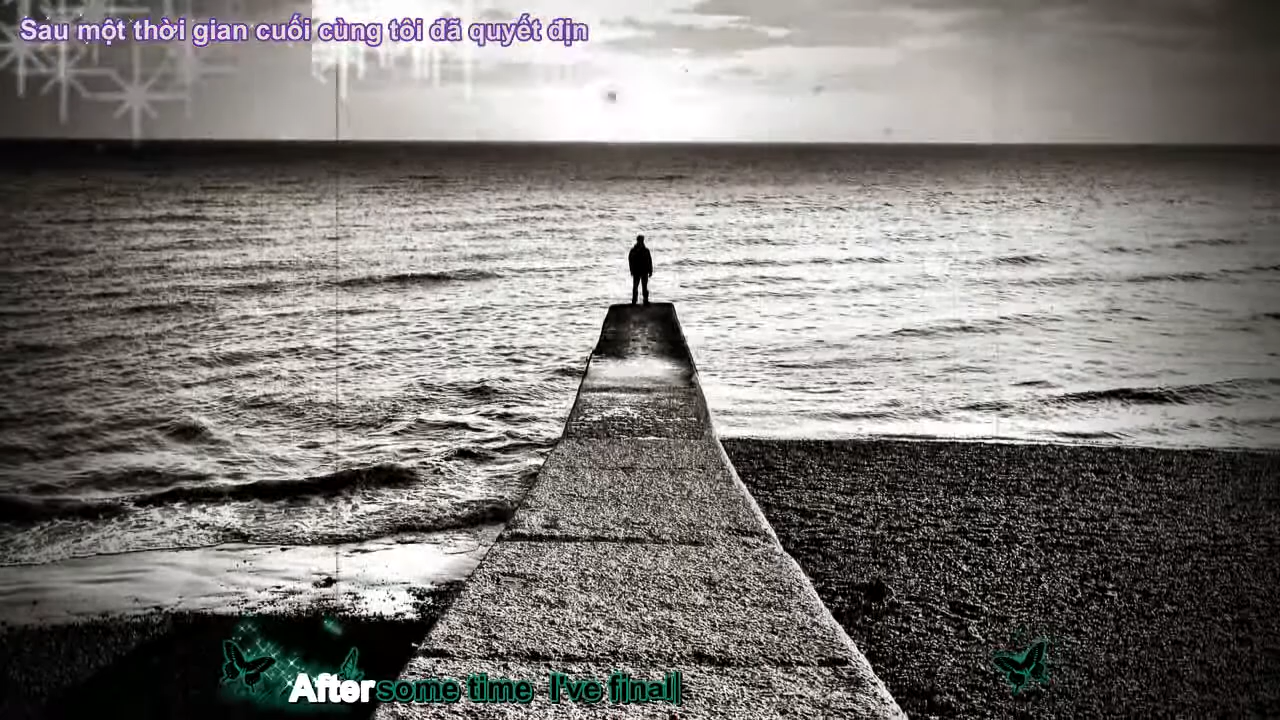 Sau một thời gian cuối cùng tôi đã quyết địn
After some time I've final